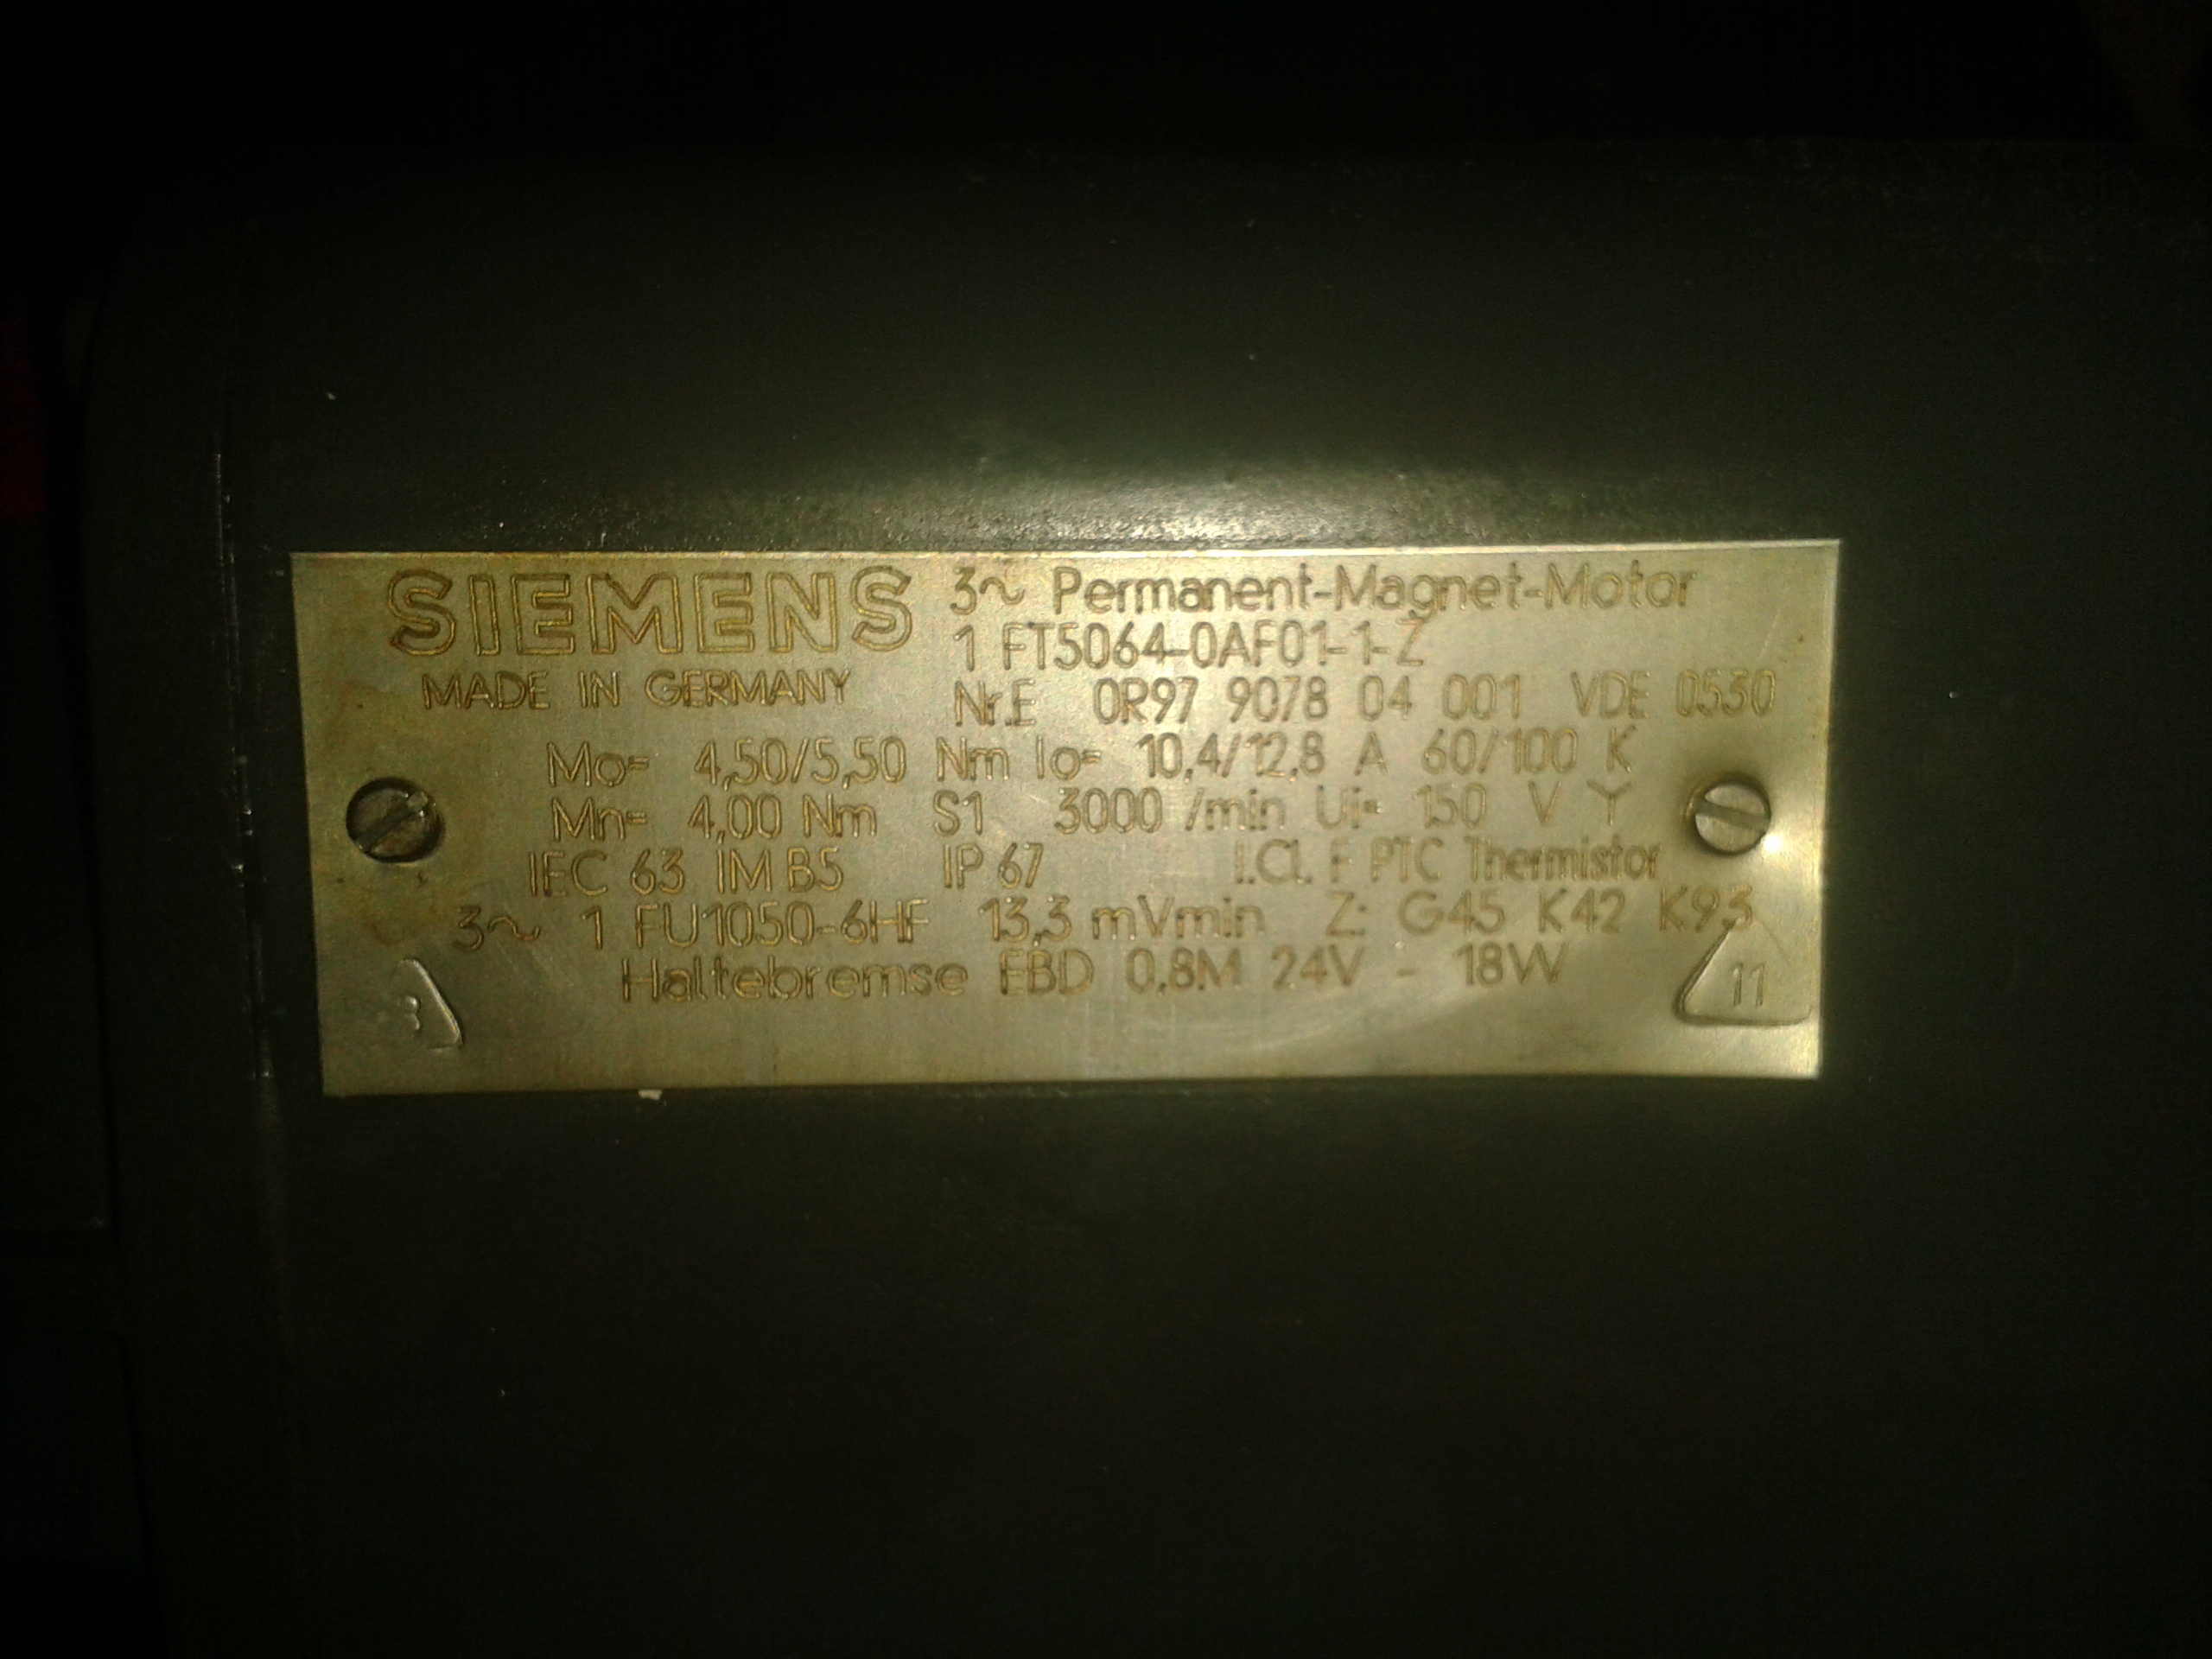 SIEMENS 3~ Permanent-Magnet-Motor
1 FT5064-0AF01-1-Z
MADE IN GERMANY Nr.E 0R97 9078 04 001 VDE 0530
Mo= 4,50/5,50 Nm Io= 10,4/12,8 A 60/100 K
Mn= 4,00 Nm S1 3000 /min Ui= 150 V Y
IEC 63 IM B5 IP 67 I.Cl. F PTC Thermistor
3~ 1 FU1050-6HF 13,3 mVmin Z: G45 K42 K93
Haltebremse EBD 0,8M 24V - 18W
11